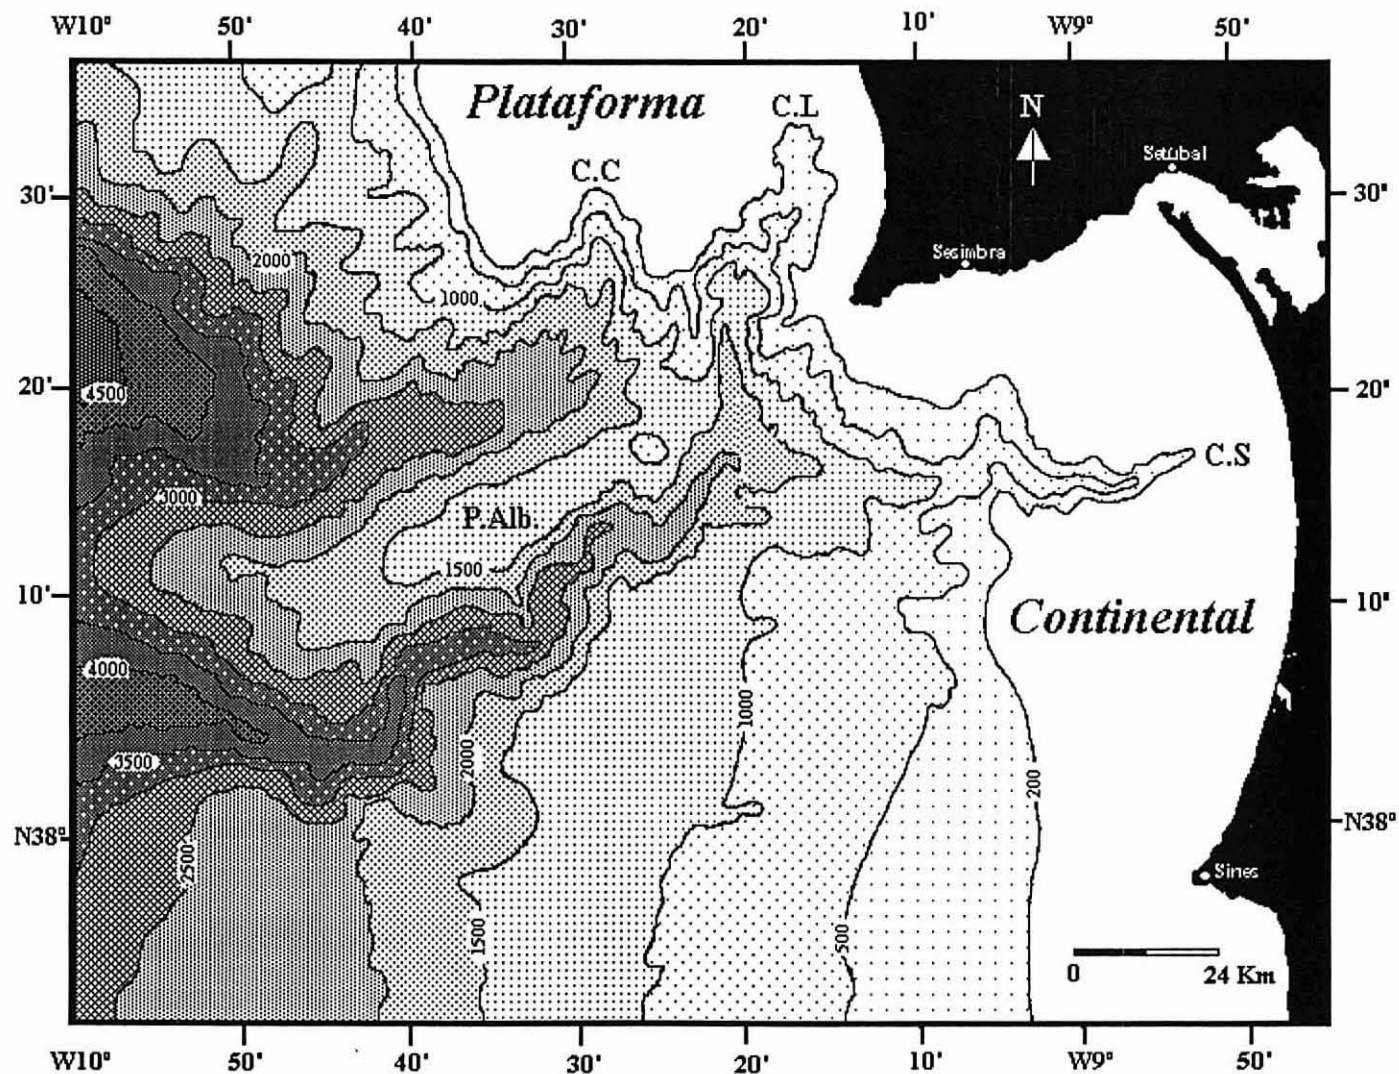 W10° 50' 40' 30' 20' 10' W9° 50'
Plataforma
C.L
N
Setúbal
C.C
30' 30"
Sesimbra
2000
1000
20' 20"
4500
C.S
3000
P.Alb.
1500
10' 10"
Continental
4000
1000
3500
2000
200
N38° N38°
2500
Sines
1500
500
0 24 Km
W10° 50' 40' 30' 20' 10' W9° 50'